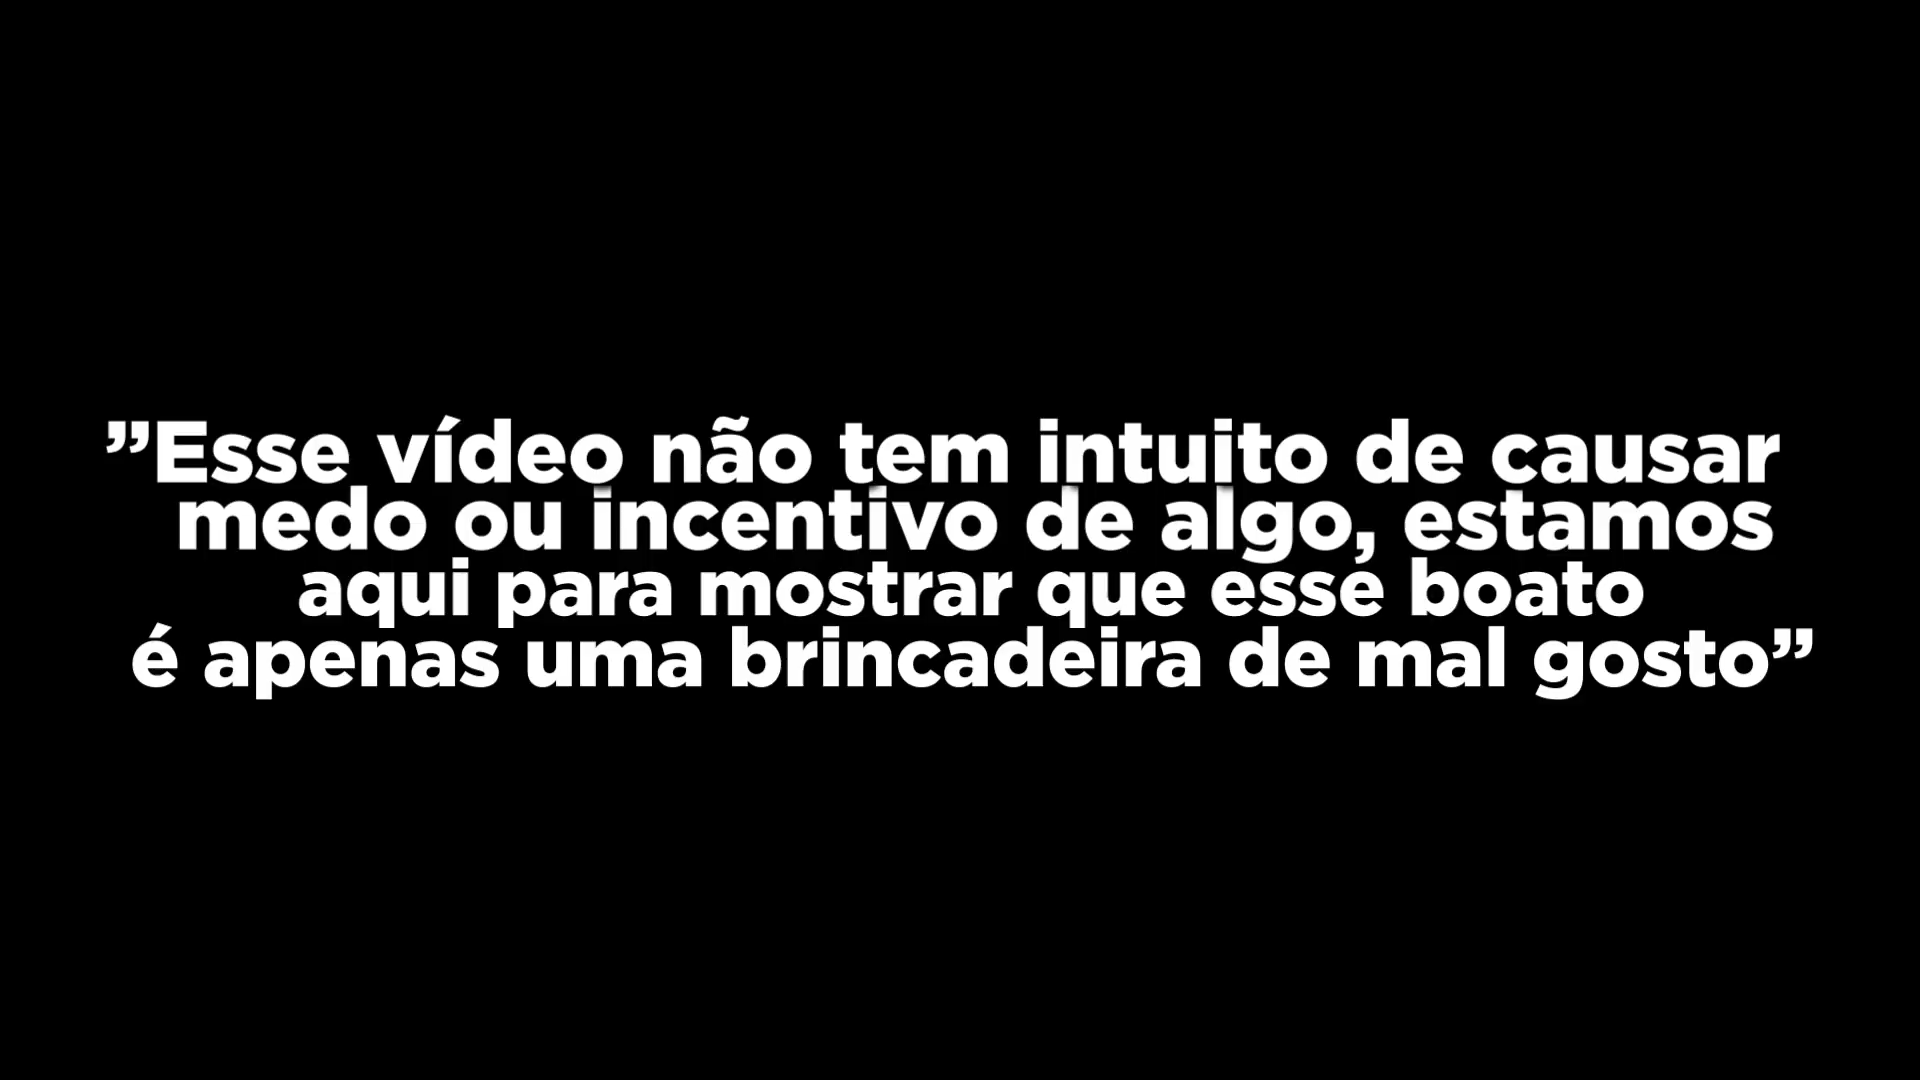 ”Esse vídeo não tem intuito de causar
medo ou incentivo de algo, estamos
aqui para mostrar que esse boato
é apenas uma brincadeira de mal gosto”